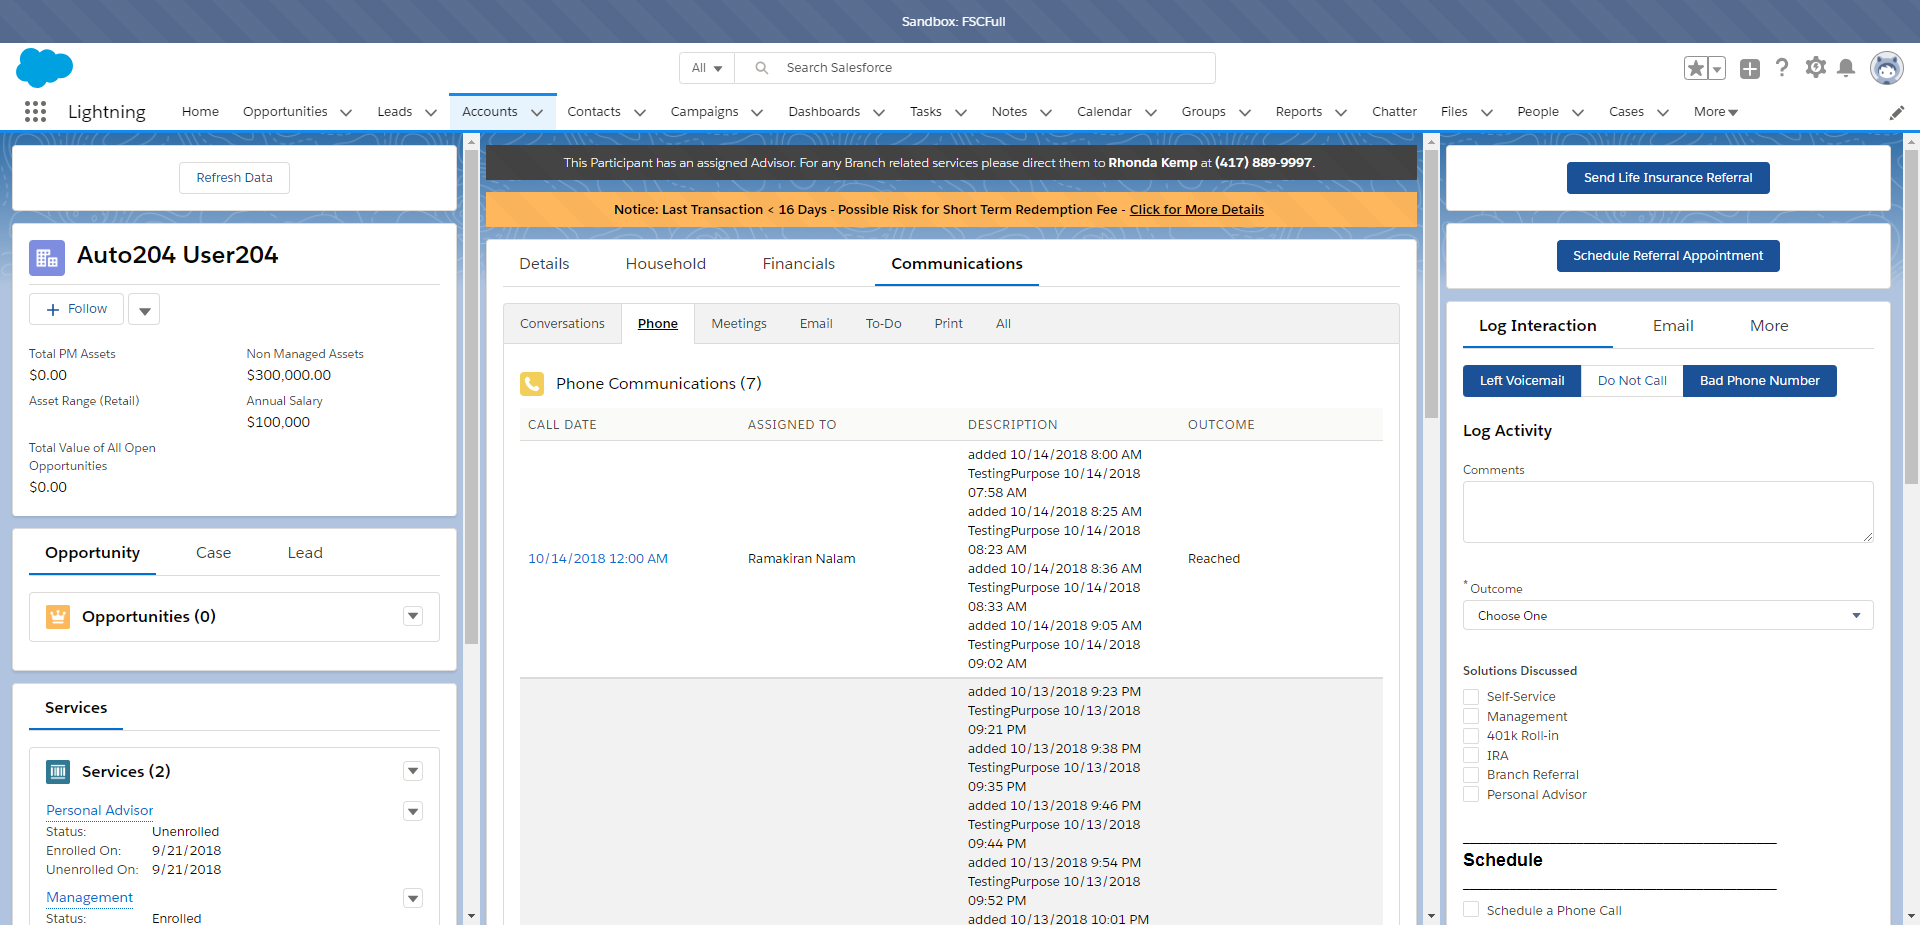 Sandbox: FSCFull
All
Search Salesforce
Lightning
Home
Opportunities
Leads
Accounts
Contacts
Campaigns
Dashboards
Tasks
Notes
Calendar
Groups
Reports
Chatter
Files
People
Cases
More
Refresh Data
Auto204 User204
Follow
Total PM Assets
$0.00
Non Managed Assets
$300,000.00
Asset Range (Retail)
Annual Salary
$100,000
Total Value of All Open
Opportunities
$0.00
Opportunity
Case
Lead
Opportunities (0)
Services
Services (2)
Personal Advisor
Status: Unenrolled
Enrolled On: 9/21/2018
Unenrolled On: 9/21/2018
Management
Status: Enrolled
This Participant has an assigned Advisor. For any Branch related services please direct them to Rhonda Kemp at (417) 889-9997.
Notice: Last Transaction < 16 Days - Possible Risk for Short Term Redemption Fee - Click for More Details
Details
Household
Financials
Communications
Conversations
Phone
Meetings
Email
To-Do
Print
All
Phone Communications (7)
CALL DATE
ASSIGNED TO
DESCRIPTION
OUTCOME
10/14/2018 12:00 AM
Ramakiran Nalam
added 10/14/2018 8:00 AM
TestingPurpose 10/14/2018
07:58 AM
added 10/14/2018 8:25 AM
TestingPurpose 10/14/2018
08:23 AM
added 10/14/2018 8:36 AM
TestingPurpose 10/14/2018
08:33 AM
added 10/14/2018 9:05 AM
TestingPurpose 10/14/2018
09:02 AM
Reached
added 10/13/2018 9:23 PM
TestingPurpose 10/13/2018
09:21 PM
added 10/13/2018 9:38 PM
TestingPurpose 10/13/2018
09:35 PM
added 10/13/2018 9:46 PM
TestingPurpose 10/13/2018
09:44 PM
added 10/13/2018 9:54 PM
TestingPurpose 10/13/2018
09:52 PM
added 10/13/2018 10:01 PM
Send Life Insurance Referral
Schedule Referral Appointment
Log Interaction
Email
More
Left Voicemail
Do Not Call
Bad Phone Number
Log Activity
Comments
* Outcome
Choose One
Solutions Discussed
Self-Service
Management
401k Roll-in
IRA
Branch Referral
Personal Advisor
Schedule
Schedule a Phone Call